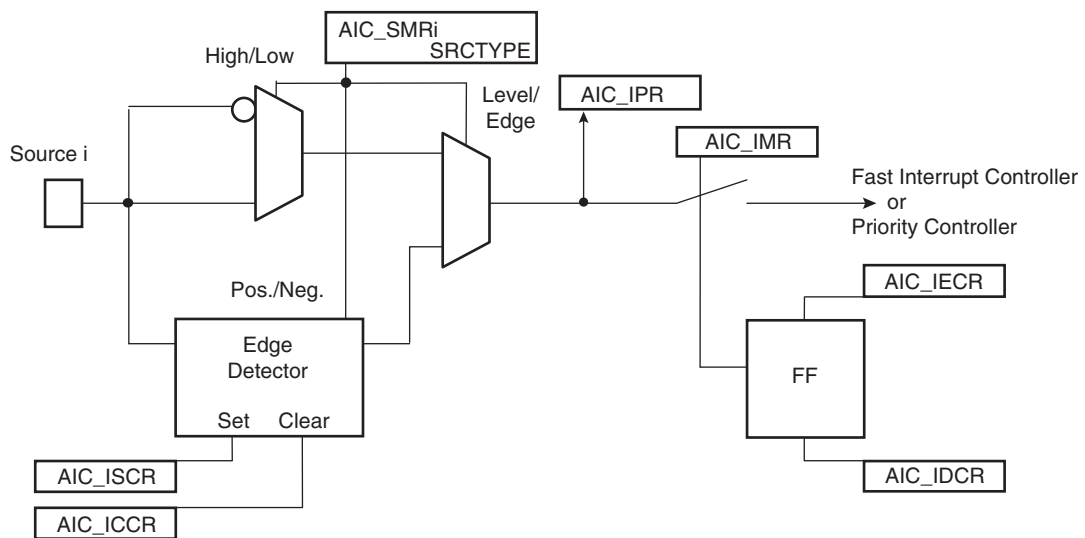 AIC_SMRi
SRCTYPE
High/Low
Level/
Edge
AIC_IPR
AIC_IMR
Source i
Fast Interrupt Controller
or
Priority Controller
Pos./Neg.
AIC_IECR
Edge
Detector
FF
Set Clear
AIC_ISCR
AIC_IDCR
AIC_ICCR